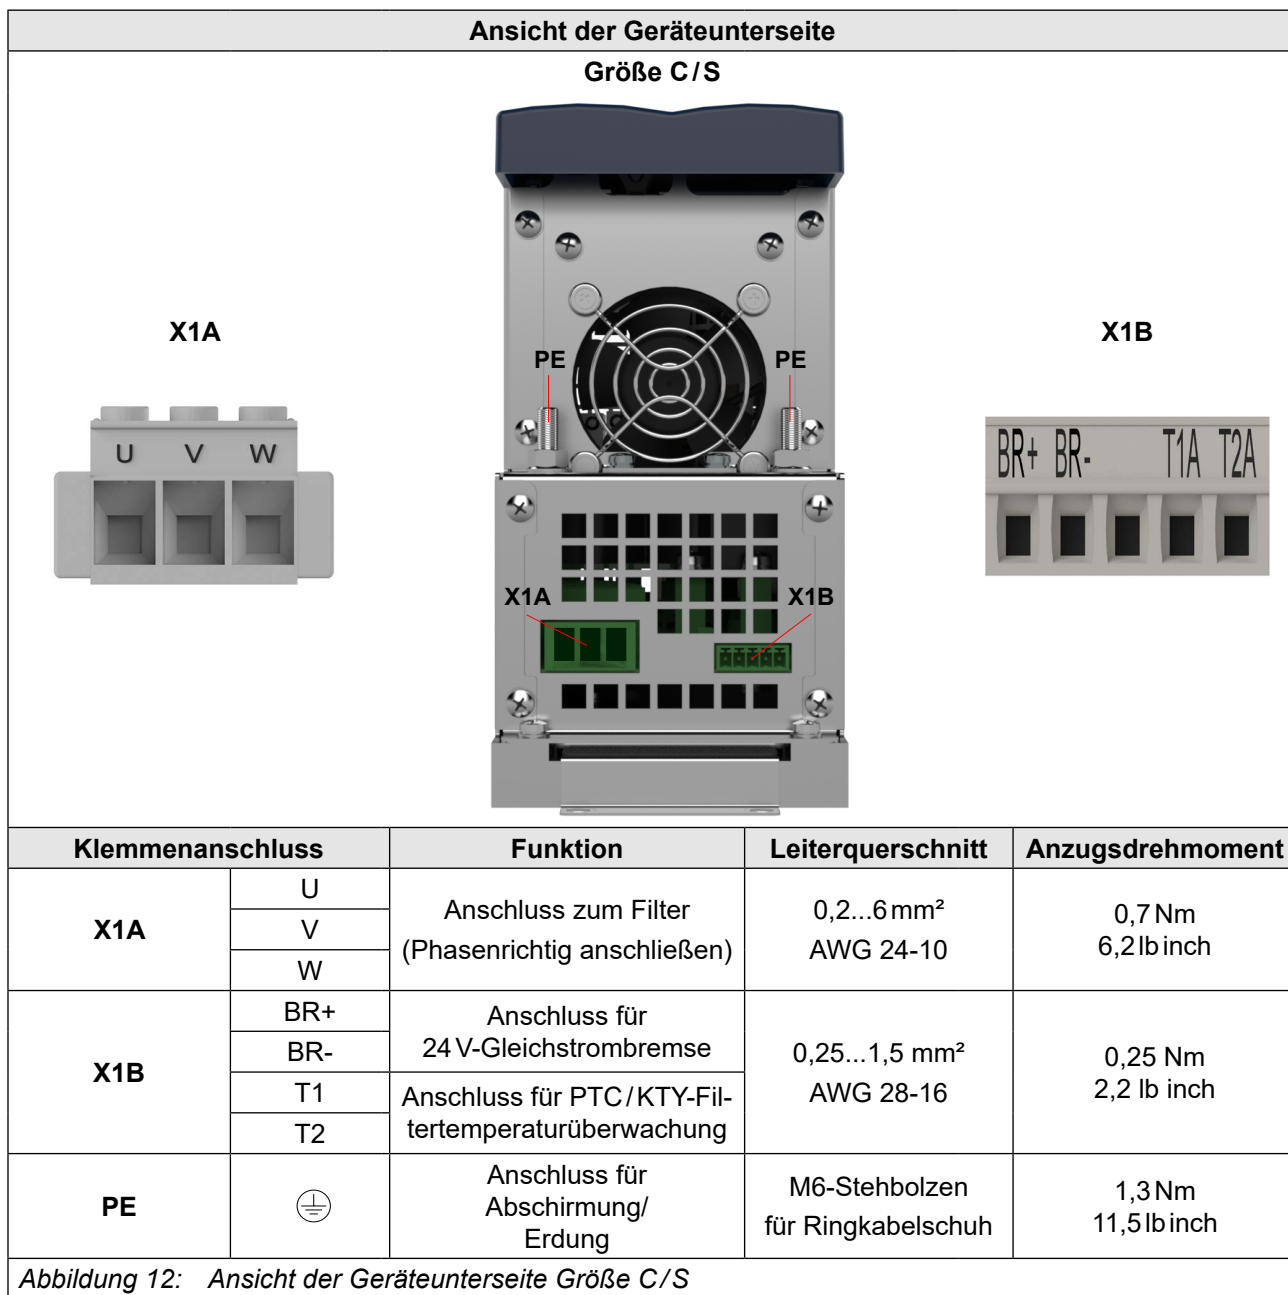 Ansicht der Geräteunterseite
Größe C/S
X1A
X1B
PE
PE
U V W
BR+ BR- T1A T2A
X1A
X1B
Klemmenanschluss Funktion Leiterquerschnitt Anzugsdrehmoment
X1A
U
V
W
Anschluss zum Filter
(Phasenrichtig anschließen)
0,2...6 mm²
AWG 24-10
0,7 Nm
6,2 lb inch
X1B
BR+
BR-
T1
T2
Anschluss für
24 V-Gleichstrombremse
Anschluss für PTC/KTY-Fil-
tertemperaturüberwachung
0,25...1,5 mm²
AWG 28-16
0,25 Nm
2,2 lb inch
PE
Anschluss für
Abschirmung/
Erdung
M6-Stehbolzen
für Ringkabelschuh
1,3 Nm
11,5 lb inch
Abbildung 12: Ansicht der Geräteunterseite Größe C/S